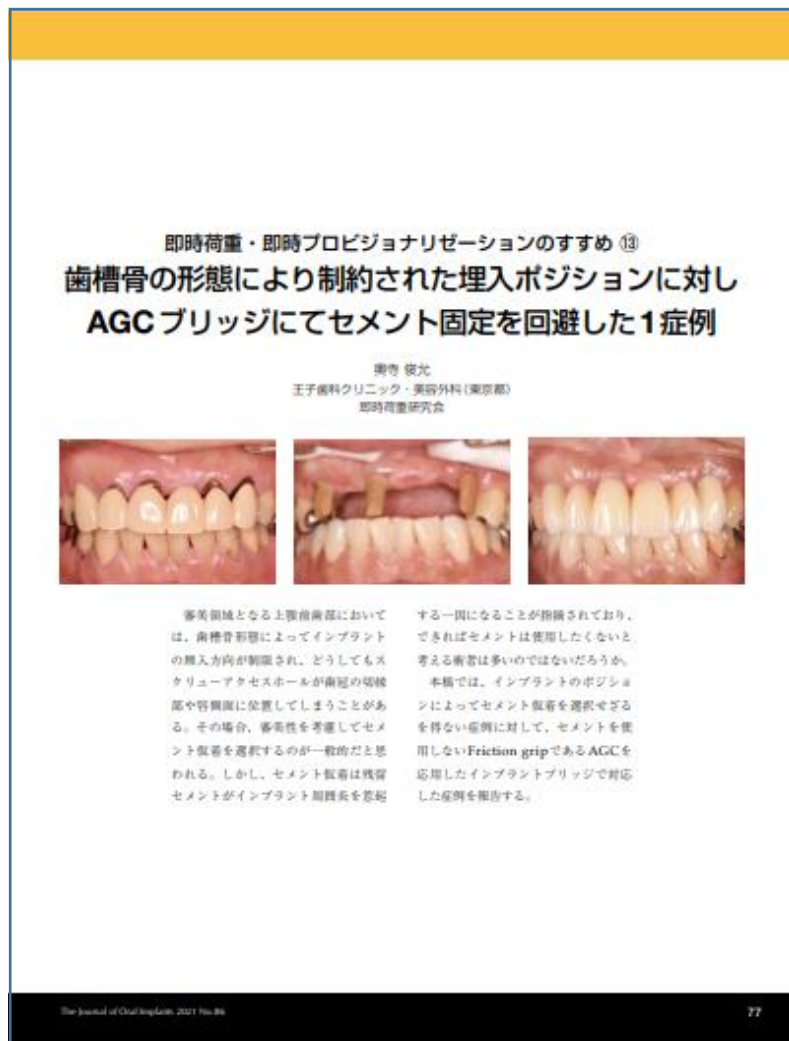 即時荷重・即時プロビジョナリゼーションのすすめ ⑬
歯槽骨の形態により制約された埋入ポジションに対し
AGCブリッジにてセメント固定を回避した1症例
奥寺 俊允
王子歯科クリニック・美容外科（東京都）
即時荷重研究会
審美領域となる上顎前歯部において
は、歯槽骨形態によってインプラント
の埋入方向が制限され、どうしてもス
クリューアクセスホールが歯冠の切縁
部や唇側面に位置してしまうことがあ
る。その場合、審美性を考慮してセメ
ント仮着を選択するのが一般的だと思
われる。しかし、セメント仮着は残留
セメントがインプラント周囲炎を惹起
する一因になることが指摘されており、
できればセメントは使用したくないと
考える術者は多いのではないだろうか。
本稿では、インプラントのポジショ
ンによってセメント仮着を選択せざる
を得ない症例に対して、セメントを使
用しないFriction gripであるAGCを
応用したインプラントブリッジで対応
した症例を報告する。
The Journal of Oral Implants 2021 No.86
77